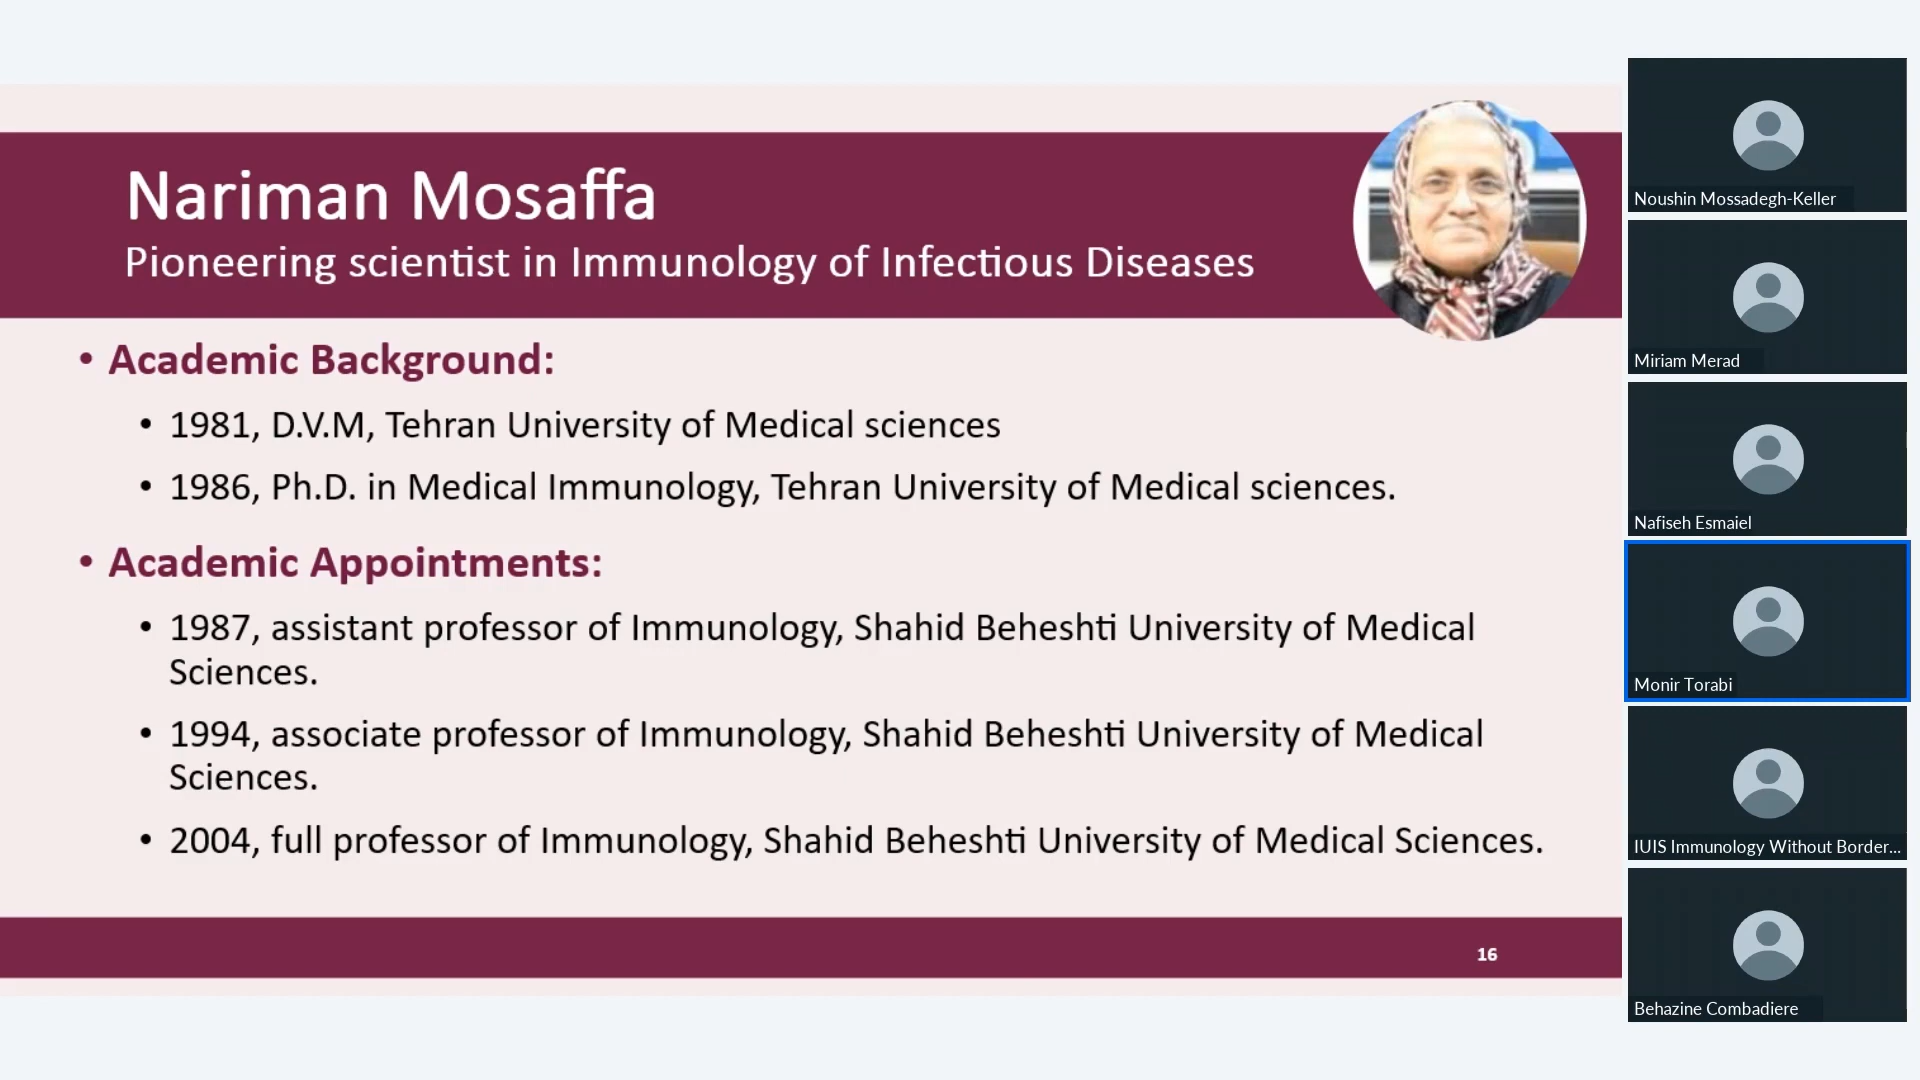 Nariman Mosaffa
Pioneering scientist in Immunology of Infectious Diseases
• Academic Background:
• 1981, D.V.M, Tehran University of Medical sciences
• 1986, Ph.D. in Medical Immunology, Tehran University of Medical sciences.
• Academic Appointments:
• 1987, assistant professor of Immunology, Shahid Beheshti University of Medical
Sciences.
• 1994, associate professor of Immunology, Shahid Beheshti University of Medical
Sciences.
• 2004, full professor of Immunology, Shahid Beheshti University of Medical Sciences.
16
Noushin Mossadegh-Keller
Miriam Merad
Nafiseh Esmaiel
Monir Torabi
IUIS Immunology Without Border...
Behazine Combadiere